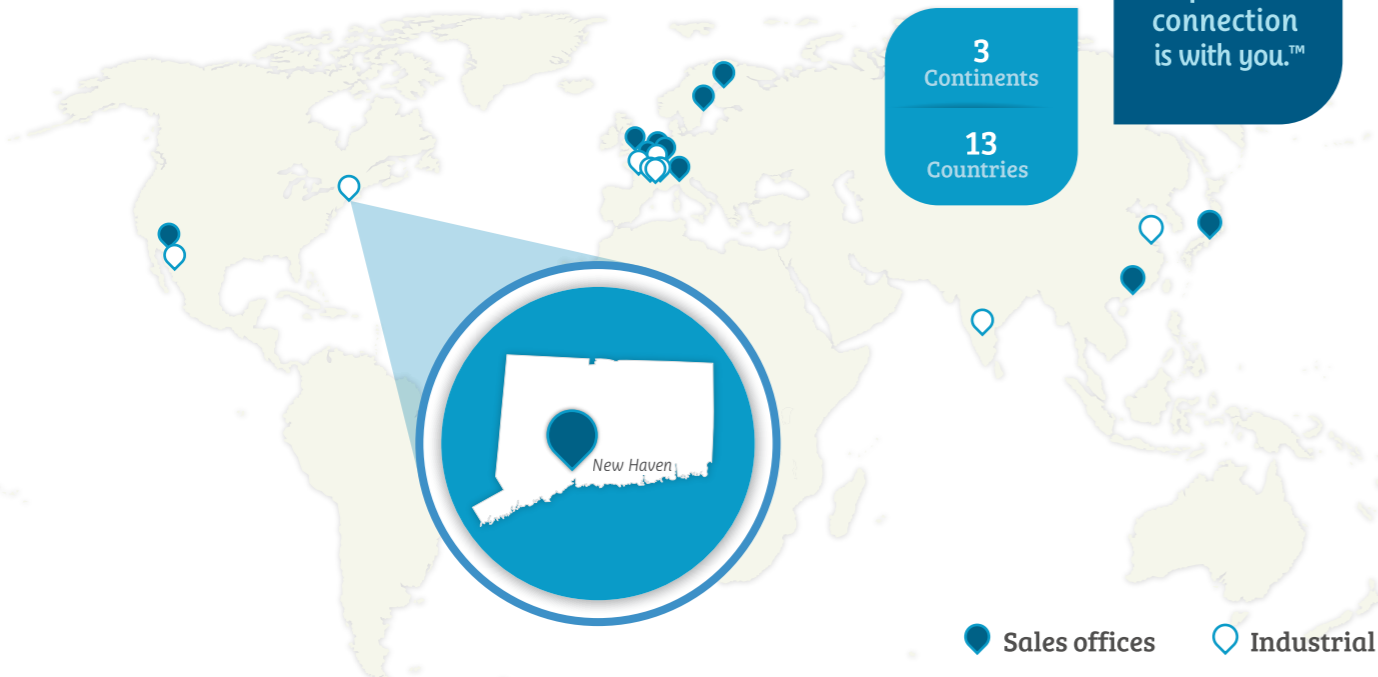 connection
is with you.™
3
Continents
13
Countries
New Haven
Sales offices
Industrial